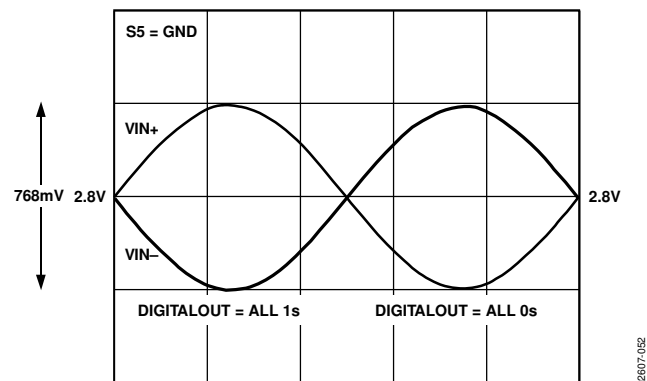 S5 = GND
VIN+
768mV 2.8V 2.8V
VIN–
DIGITALOUT = ALL 1s DIGITALOUT = ALL 0s
2607-052